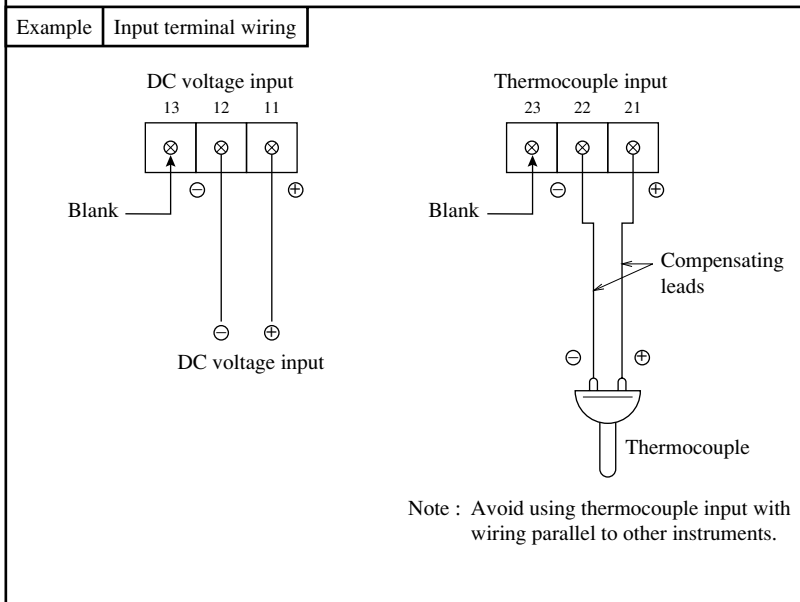 Example Input terminal wiring
DC voltage input
13 12 11
⊖ ⊕
Blank
⊖ ⊕
DC voltage input
Thermocouple input
23 22 21
⊖ ⊕
Blank
Compensating
leads
⊖ ⊕
Thermocouple
Note : Avoid using thermocouple input with
wiring parallel to other instruments.